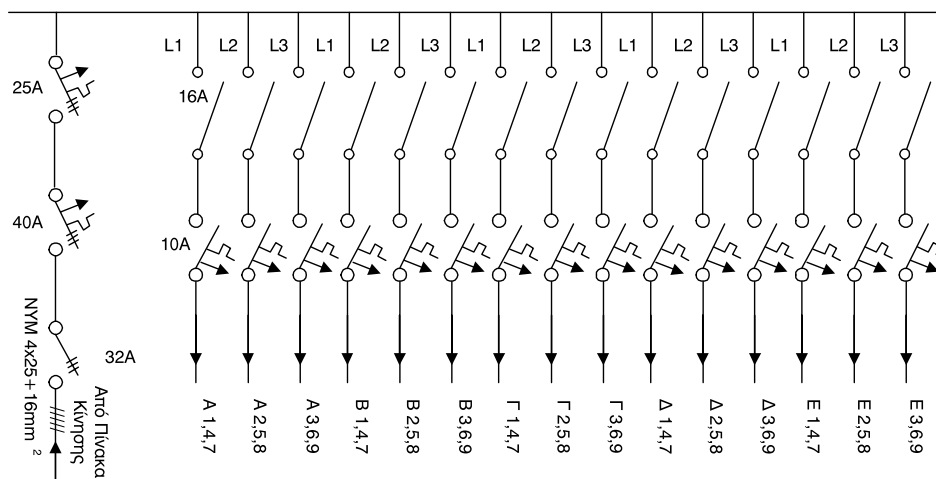 L1 L2 L3 L1 L2 L3 L1 L2 L3 L1 L2 L3 L1 L2 L3
25A
16A
40A
10A
32A
NYM 4x25+16mm 2
Από Πίνακα
Κίνητης
Α 1,4,7
Α 2,5,8
Α 3,6,9
Β 1,4,7
Β 2,5,8
Β 3,6,9
Γ 1,4,7
Γ 2,5,8
Γ 3,6,9
Δ 1,4,7
Δ 2,5,8
Δ 3,6,9
Ε 1,4,7
Ε 2,5,8
Ε 3,6,9